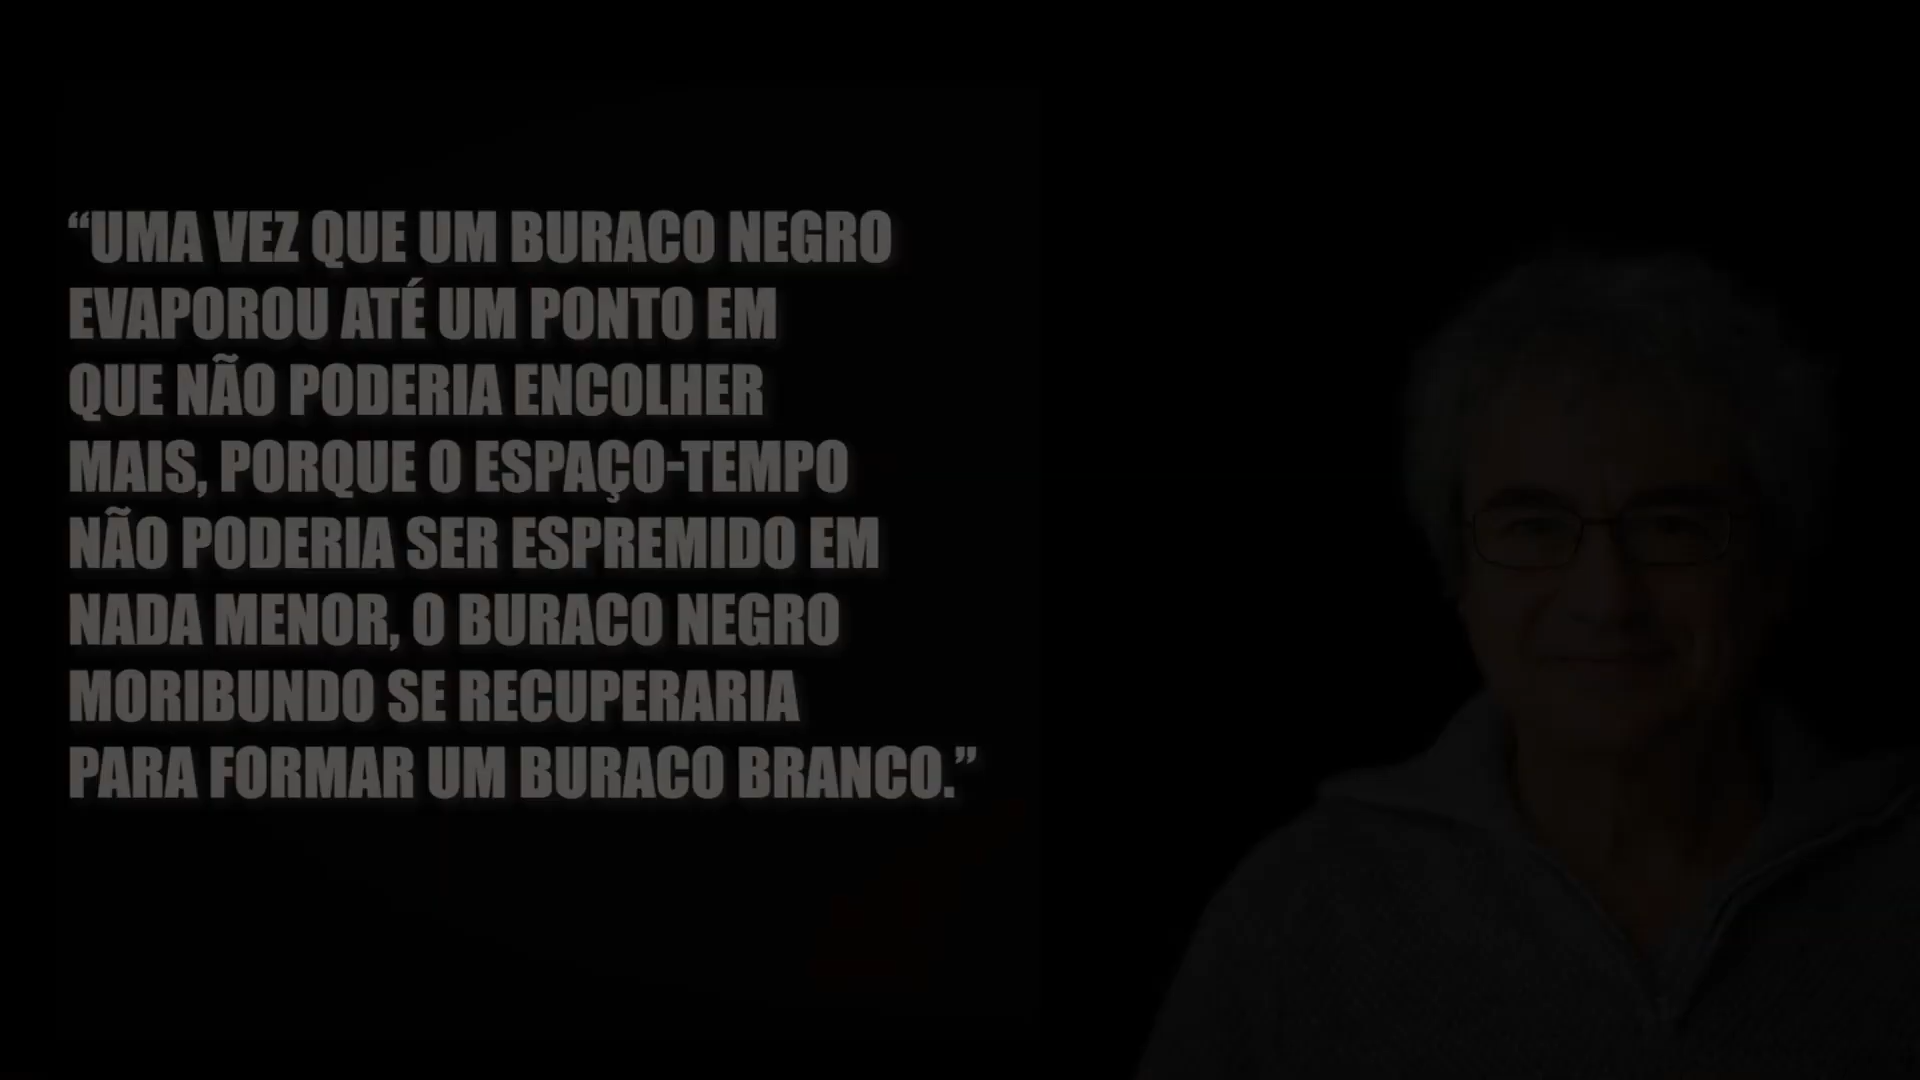 “UMA VEZ QUE UM BURACO NEGRO
EVAPOROU ATÉ UM PONTO EM
QUE NÃO PODERIA ENCOLHER
MAIS, PORQUE O ESPAÇO-TEMPO
NÃO PODERIA SER ESPREMIDO EM
NADA MENOR, O BURACO NEGRO
MORIBUNDO SE RECUPERARIA
PARA FORMAR UM BURACO BRANCO.”